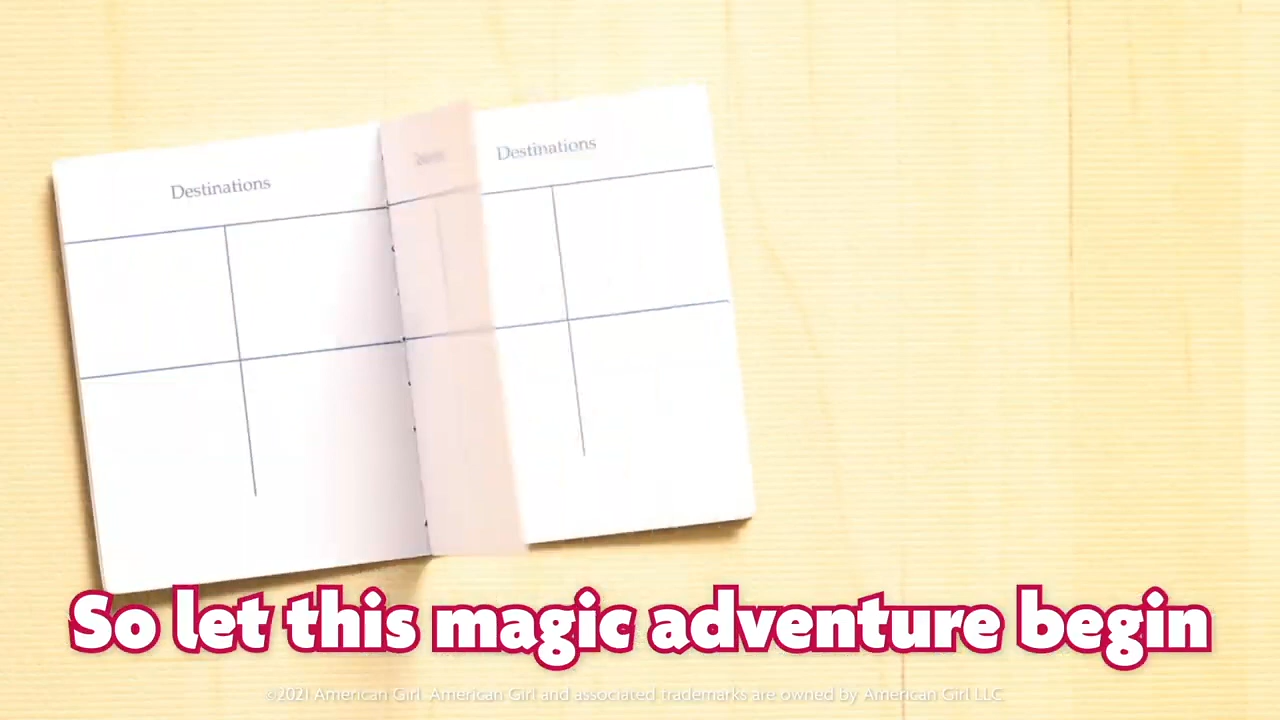 Destinations
Destinations
So let this magic adventure begin
©2021 American Girl. American Girl and associated trademarks are owned by American Girl LLC